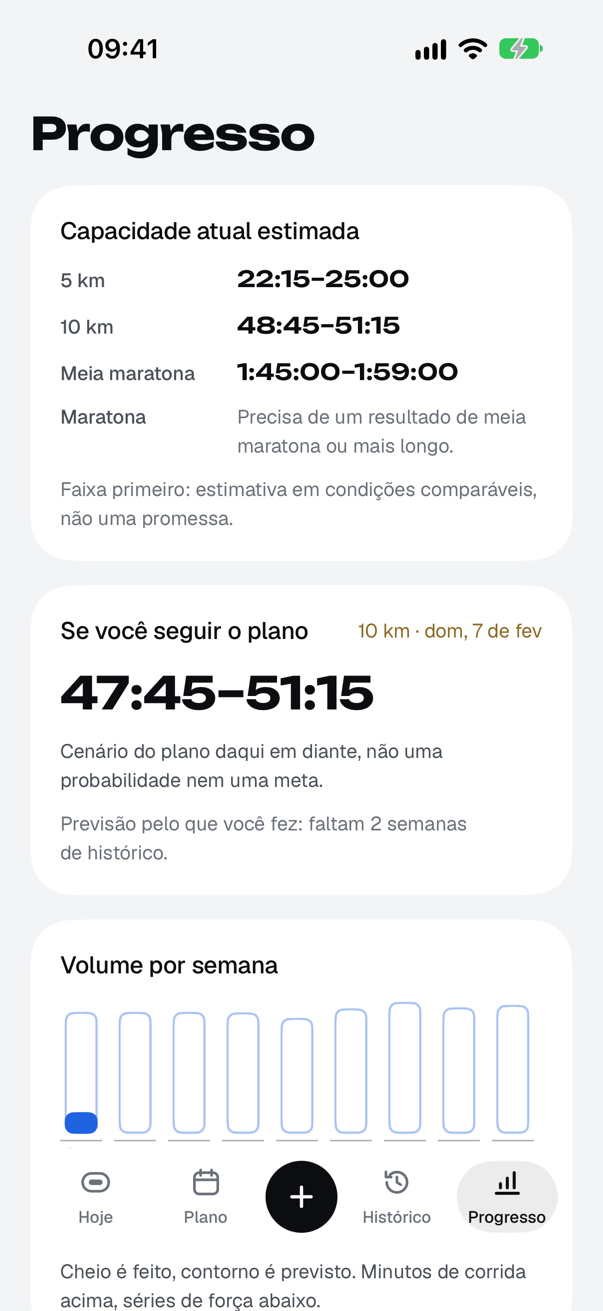 09:41
Progresso
Capacidade atual estimada
5 km 22:15–25:00
10 km 48:45–51:15
Meia maratona 1:45:00–1:59:00
Maratona Precisa de um resultado de meia
maratona ou mais longo.
Faixa primeiro: estimativa em condições comparáveis,
não uma promessa.
Se você seguir o plano 10 km · dom, 7 de fev
47:45–51:15
Cenário do plano daqui em diante, não uma
probabilidade nem uma meta.
Previsão pelo que você fez: faltam 2 semanas
de histórico.
Volume por semana
Hoje Plano Histórico Progresso
Cheio é feito, contorno é previsto. Minutos de corrida
acima, séries de força abaixo.